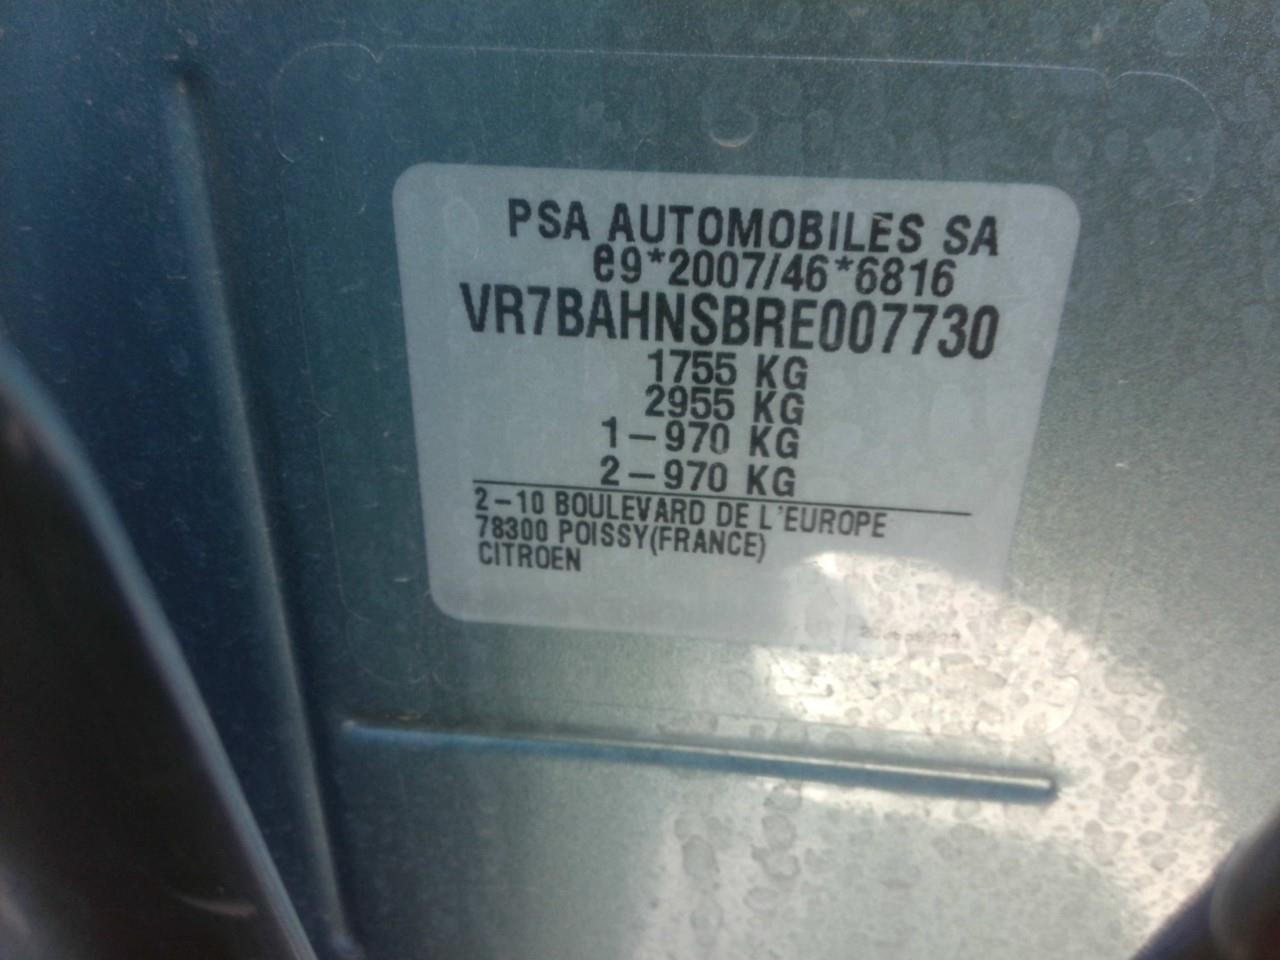 PSA AUTOMOBILES SA
e9*2007/46*6816
VR7BAHNSBRE007730
1755 KG
2955 KG
1-970 KG
2-970 KG
2-10 BOULEVARD DE L'EUROPE
78300 POISSY(FRANCE)
CITROEN